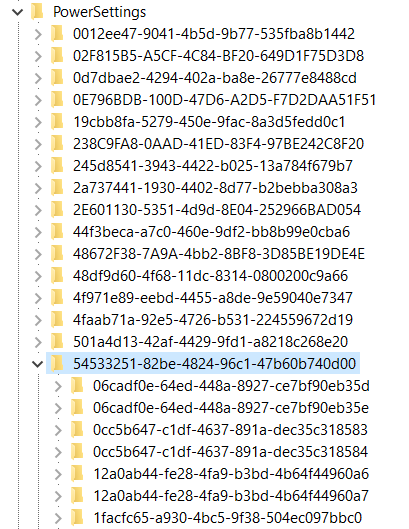 PowerSettings
0012ee47-9041-4b5d-9b77-535fba8b1442
02F815B5-A5CF-4C84-BF20-649D1F75D3D8
0d7dbae2-4294-402a-ba8e-26777e8488cd
0E796BDB-100D-47D6-A2D5-F7D2DAA51F51
19cbb8fa-5279-450e-9fac-8a3d5fedd0c1
238C9FA8-0AAD-41ED-83F4-97BE242C8F20
245d8541-3943-4422-b025-13a784f679b7
2a737441-1930-4402-8d77-b2bebba308a3
2E601130-5351-4d9d-8E04-252966BAD054
44f3beca-a7c0-460e-9df2-bb8b99e0cba6
48672F38-7A9A-4bb2-8BF8-3D85BE19DE4E
48df9d60-4f68-11dc-8314-0800200c9a66
4f971e89-eebd-4455-a8de-9e59040e7347
4faab71a-92e5-4726-b531-224559672d19
501a4d13-42af-4429-9fd1-a8218c268e20
54533251-82be-4824-96c1-47b60b740d00
06cadf0e-64ed-448a-8927-ce7bf90eb35d
06cadf0e-64ed-448a-8927-ce7bf90eb35e
0cc5b647-c1df-4637-891a-dec35c318583
0cc5b647-c1df-4637-891a-dec35c318584
12a0ab44-fe28-4fa9-b3bd-4b64f44960a6
12a0ab44-fe28-4fa9-b3bd-4b64f44960a7
1facfc65-a930-4bc5-9f38-504ec097bbc0